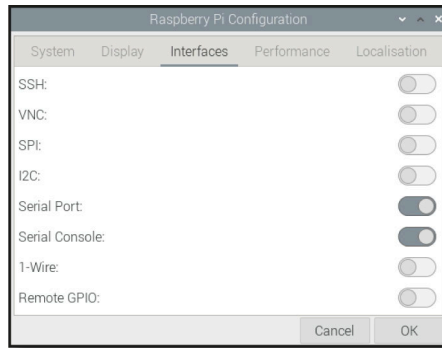 Raspberry Pi Configuration
System Display Interfaces Performance Localisation
SSH:
VNC:
SPI:
I2C:
Serial Port:
Serial Console:
1-Wire:
Remote GPIO:
Cancel OK